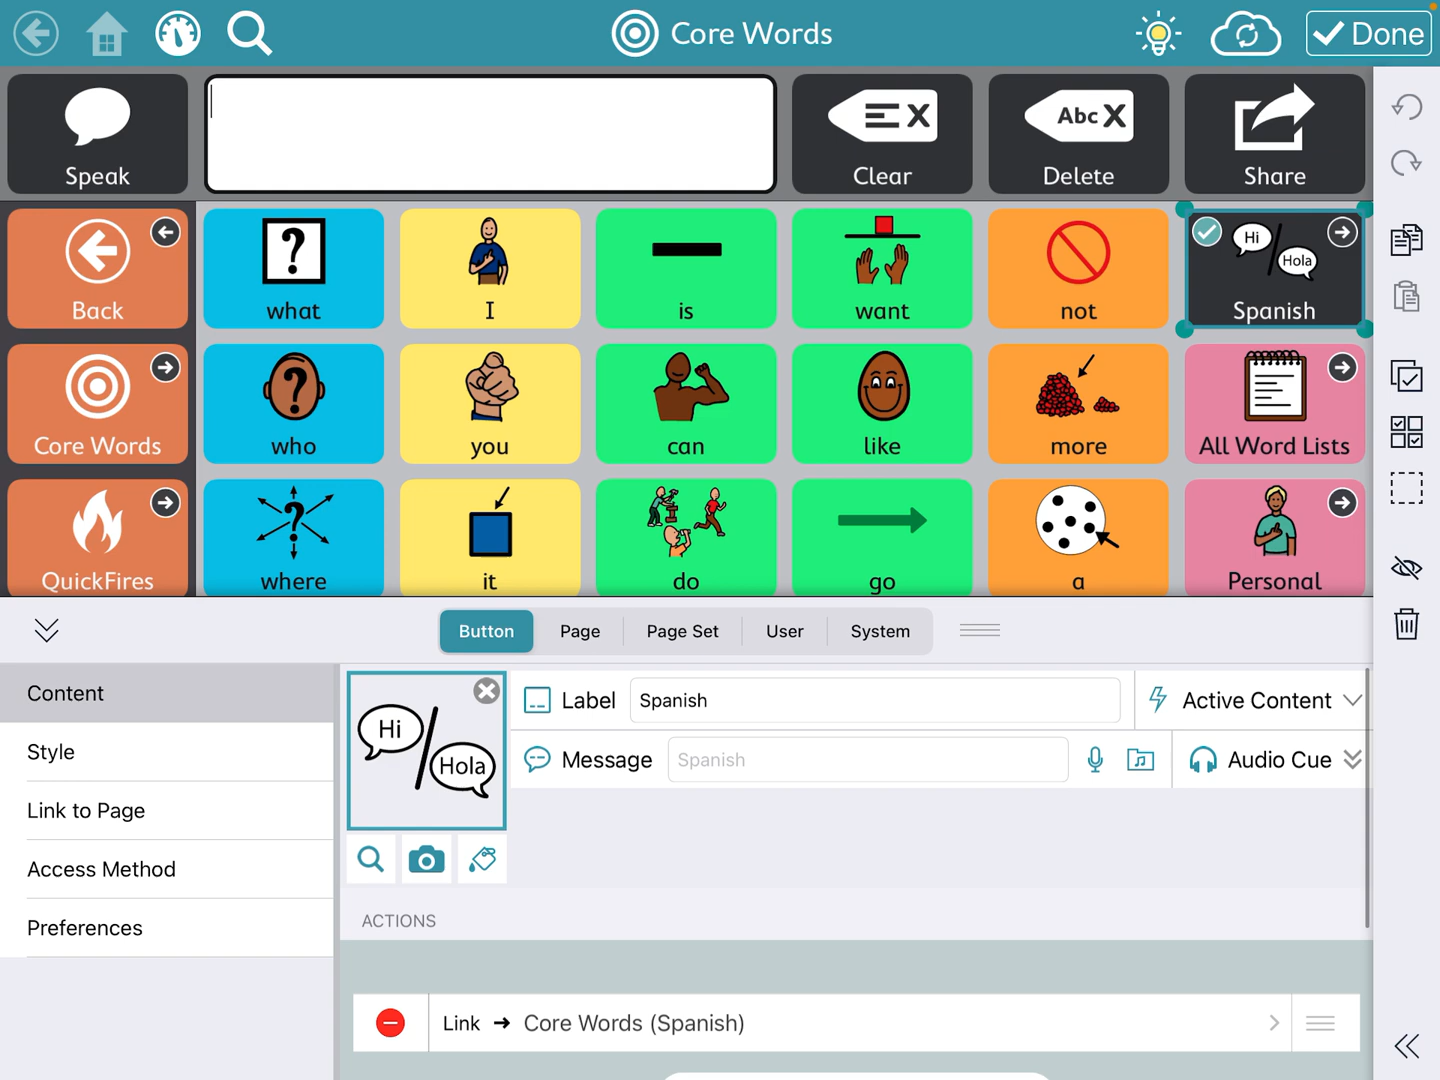 Core Words
Done
Speak
Clear
Abc X
Delete
Share
Back
?
what
I
is
want
not
Hi
Hola
Spanish
Core Words
?
who
you
can
like
more
All Word Lists
QuickFires
?
where
it
do
go
a
Personal
Button
Page
Page Set
User
System
Content
Style
Link to Page
Access Method
Preferences
Hi
Hola
Label
Spanish
Active Content
Message
Spanish
Audio Cue
ACTIONS
Link → Core Words (Spanish)